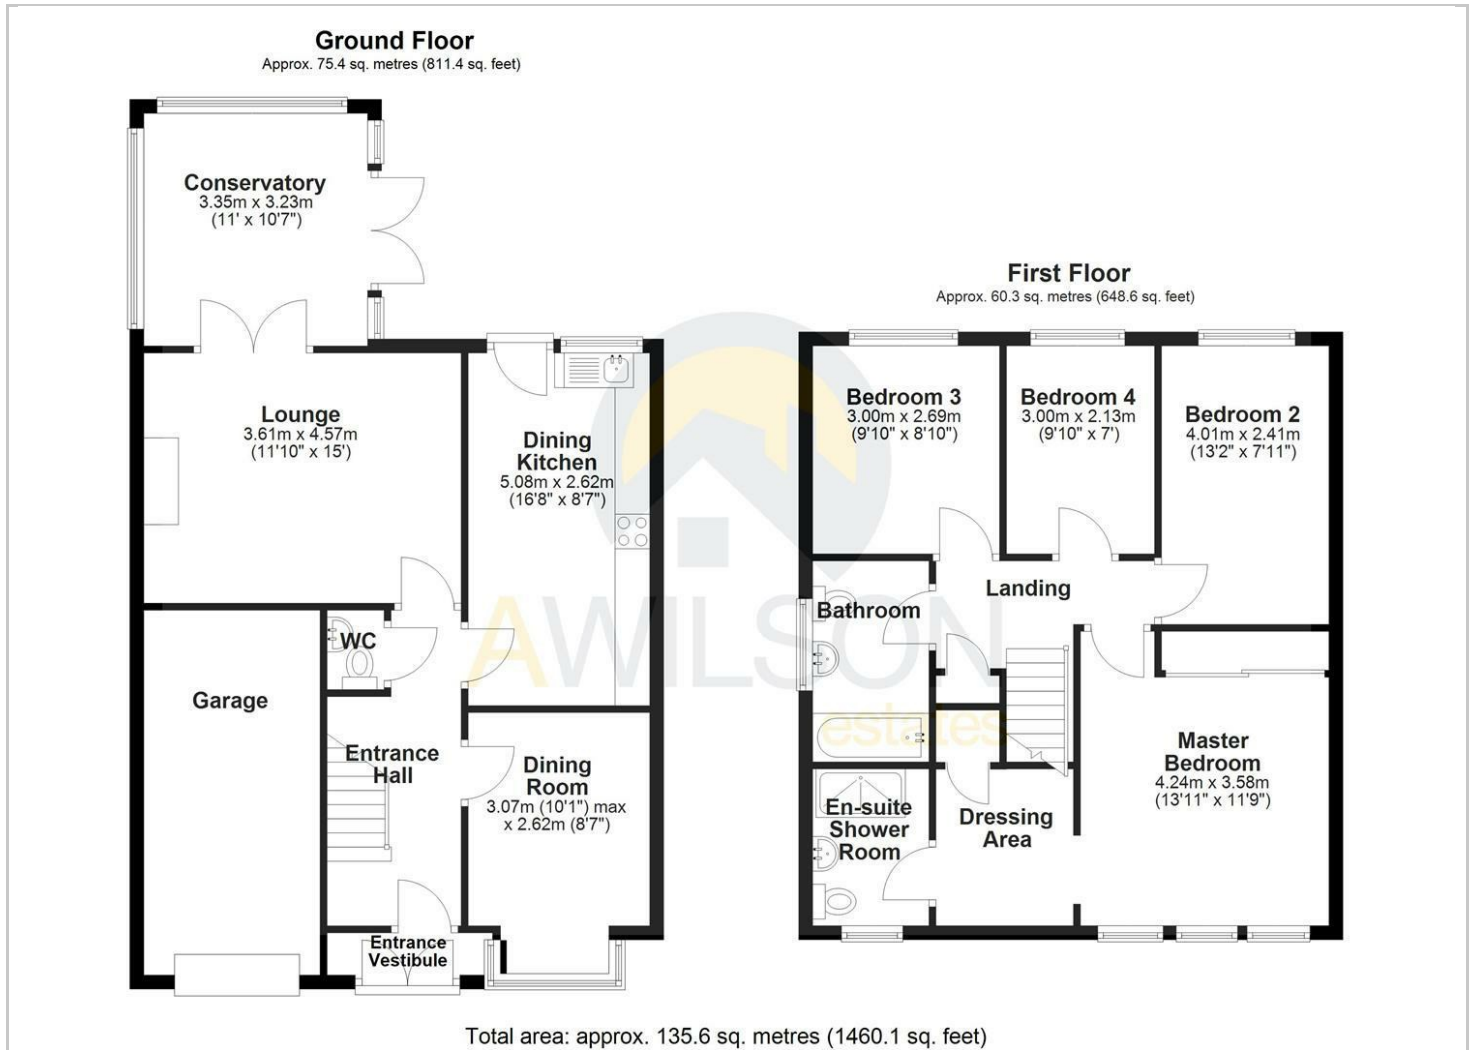 Ground Floor
Approx. 75.4 sq. metres (811.4 sq. feet)
Conservatory
3.35m x 3.23m
(11' x 10'7")
Lounge
3.61m x 4.57m
(11'10" x 15')
Dining
Kitchen
5.08m x 2.62m
(16'8" x 8'7")
WC
Garage
Entrance
Hall
Dining
Room
3.07m (10'1") max
x 2.62m (8'7")
Entrance
Vestibule
First Floor
Approx. 60.3 sq. metres (648.6 sq. feet)
Bedroom 3
3.00m x 2.69m
(9'10" x 8'10")
Bedroom 4
3.00m x 2.13m
(9'10" x 7')
Bedroom 2
4.01m x 2.41m
(13'2" x 7'11")
Landing
Bathroom
Master
Bedroom
4.24m x 3.58m
(13'11" x 11'9")
En-suite
Shower
Room
Dressing
Area
AWILSON
estates
Total area: approx. 135.6 sq. metres (1460.1 sq. feet)